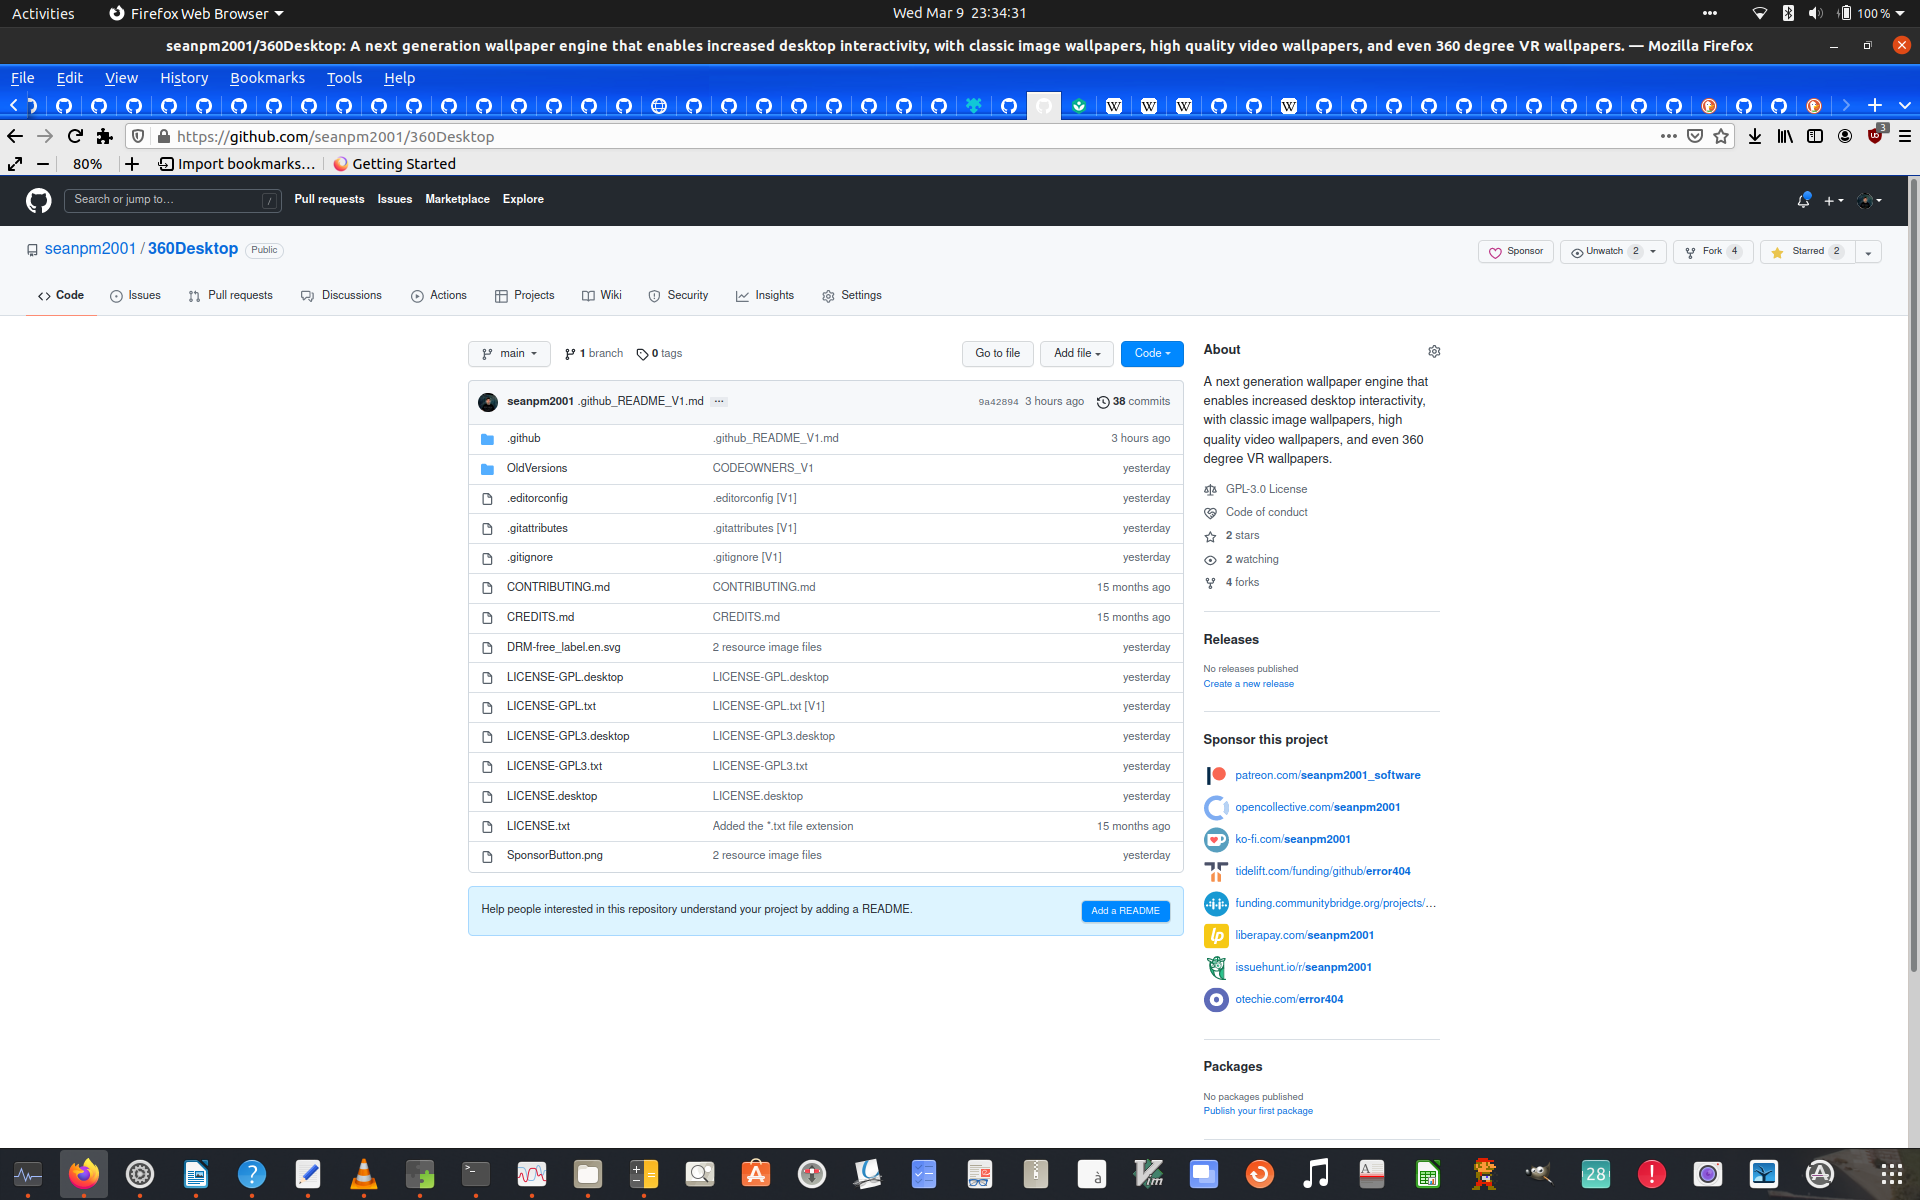 Activities
Firefox Web Browser
Wed Mar 9 23:34:31
100 %
seanpm2001/360Desktop: A next generation wallpaper engine that enables increased desktop interactivity, with classic image wallpapers, high quality video wallpapers, and even 360 degree VR wallpapers. — Mozilla Firefox
File Edit View History Bookmarks Tools Help
https://github.com/seanpm2001/360Desktop
3
80%
Import bookmarks…
Getting Started
Search or jump to…
/
Pull requests Issues Marketplace Explore
seanpm2001 / 360Desktop Public
Sponsor
Unwatch 2
Fork 4
Starred 2
Code Issues Pull requests Discussions Actions Projects Wiki Security Insights Settings
main
1 branch
0 tags
Go to file
Add file
Code
seanpm2001 .github_README_V1.md ...
9a42894 3 hours ago
38 commits
.github .github_README_V1.md 3 hours ago
OldVersions CODEOWNERS_V1 yesterday
.editorconfig .editorconfig [V1] yesterday
.gitattributes .gitattributes [V1] yesterday
.gitignore .gitignore [V1] yesterday
CONTRIBUTING.md CONTRIBUTING.md 15 months ago
CREDITS.md CREDITS.md 15 months ago
DRM-free_label.en.svg 2 resource image files yesterday
LICENSE-GPL.desktop LICENSE-GPL.desktop yesterday
LICENSE-GPL.txt LICENSE-GPL.txt [V1] yesterday
LICENSE-GPL3.desktop LICENSE-GPL3.desktop yesterday
LICENSE-GPL3.txt LICENSE-GPL3.txt yesterday
LICENSE.desktop LICENSE.desktop yesterday
LICENSE.txt Added the *.txt file extension 15 months ago
SponsorButton.png 2 resource image files yesterday
Help people interested in this repository understand your project by adding a README.
Add a README
About
A next generation wallpaper engine that
enables increased desktop interactivity,
with classic image wallpapers, high
quality video wallpapers, and even 360
degree VR wallpapers.
GPL-3.0 License
Code of conduct
2 stars
2 watching
4 forks
Releases
No releases published
Create a new release
Sponsor this project
patreon.com/seanpm2001_software
opencollective.com/seanpm2001
ko-fi.com/seanpm2001
tidelift.com/funding/github/error404
funding.communitybridge.org/projects/…
lp
liberapay.com/seanpm2001
issuehunt.io/r/seanpm2001
otechie.com/error404
Packages
No packages published
Publish your first package
28